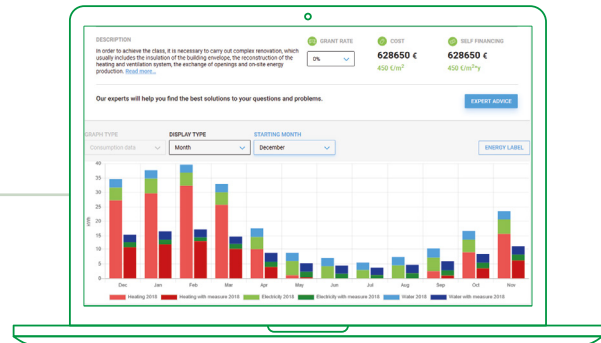 DESCRIPTION
In order to achieve the class, it is necessary to carry out complex renovation, which
usually includes the insulation of the building envelope, the reconstruction of the
heating and ventilation system, the exchange of openings and on-site energy
production. Read more...
GRANT RATE
0%
COST
628650 €
450 €/m²
SELF FINANCING
628650 €
450 €/m²*y
Our experts will help you find the best solutions to your questions and problems.
EXPERT ADVICE
GRAPH TYPE
Consumption data
DISPLAY TYPE
Month
STARTING MONTH
December
ENERGY LABEL
40
35
30
25
20
15
10
5
0
Dec Jan Feb Mar Apr May Jun Jul Aug Sep Oct Nov
Heating 2018 Heating with measure 2018 Electricity 2018 Electricity with measure 2018 Water 2018 Water with measure 2018